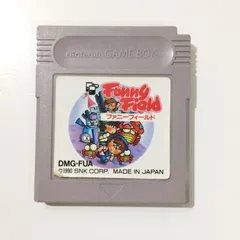 Nintendo GAME BOY
Funny
Field
ファニーフィールド
DMG-FUA
©1990 SNK CORP. MADE IN JAPAN